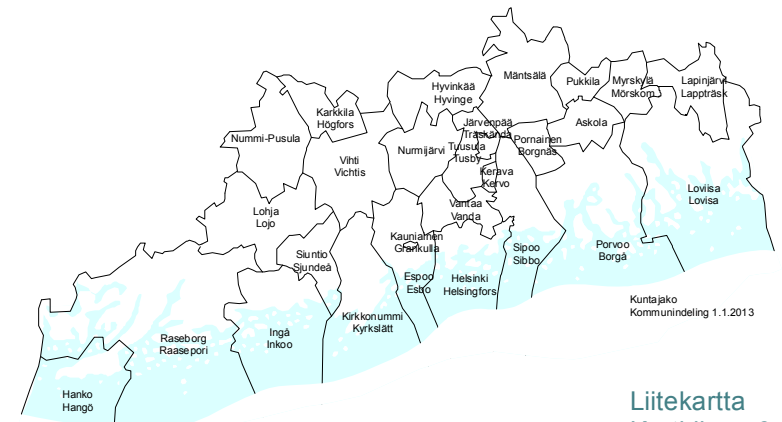 Mäntsälä
Pukkila
Myrskylä
Mörskom
Lapinjärvi
Lappträsk
Hyvinkää
Hyvinge
Karkkila
Högfors
Nummi-Pusula
Järvenpää
Träskända
Askola
Pornainen
Borgnäs
Nurmijärvi
Tuusula
Tusby
Vihti
Vichtis
Kerava
Kervo
Loviisa
Lovisa
Vantaa
Vanda
Lohja
Lojo
Kauniainen
Grankulla
Siuntio
Sjundeå
Sipoo
Sibbo
Porvoo
Borgå
Espoo
Esbo
Helsinki
Helsingfors
Kirkkonummi
Kyrkslätt
Ingå
Inkoo
Raseborg
Raasepori
Hanko
Hangö
Kuntajako
Kommunindeling 1.1.2013
Liitekartta